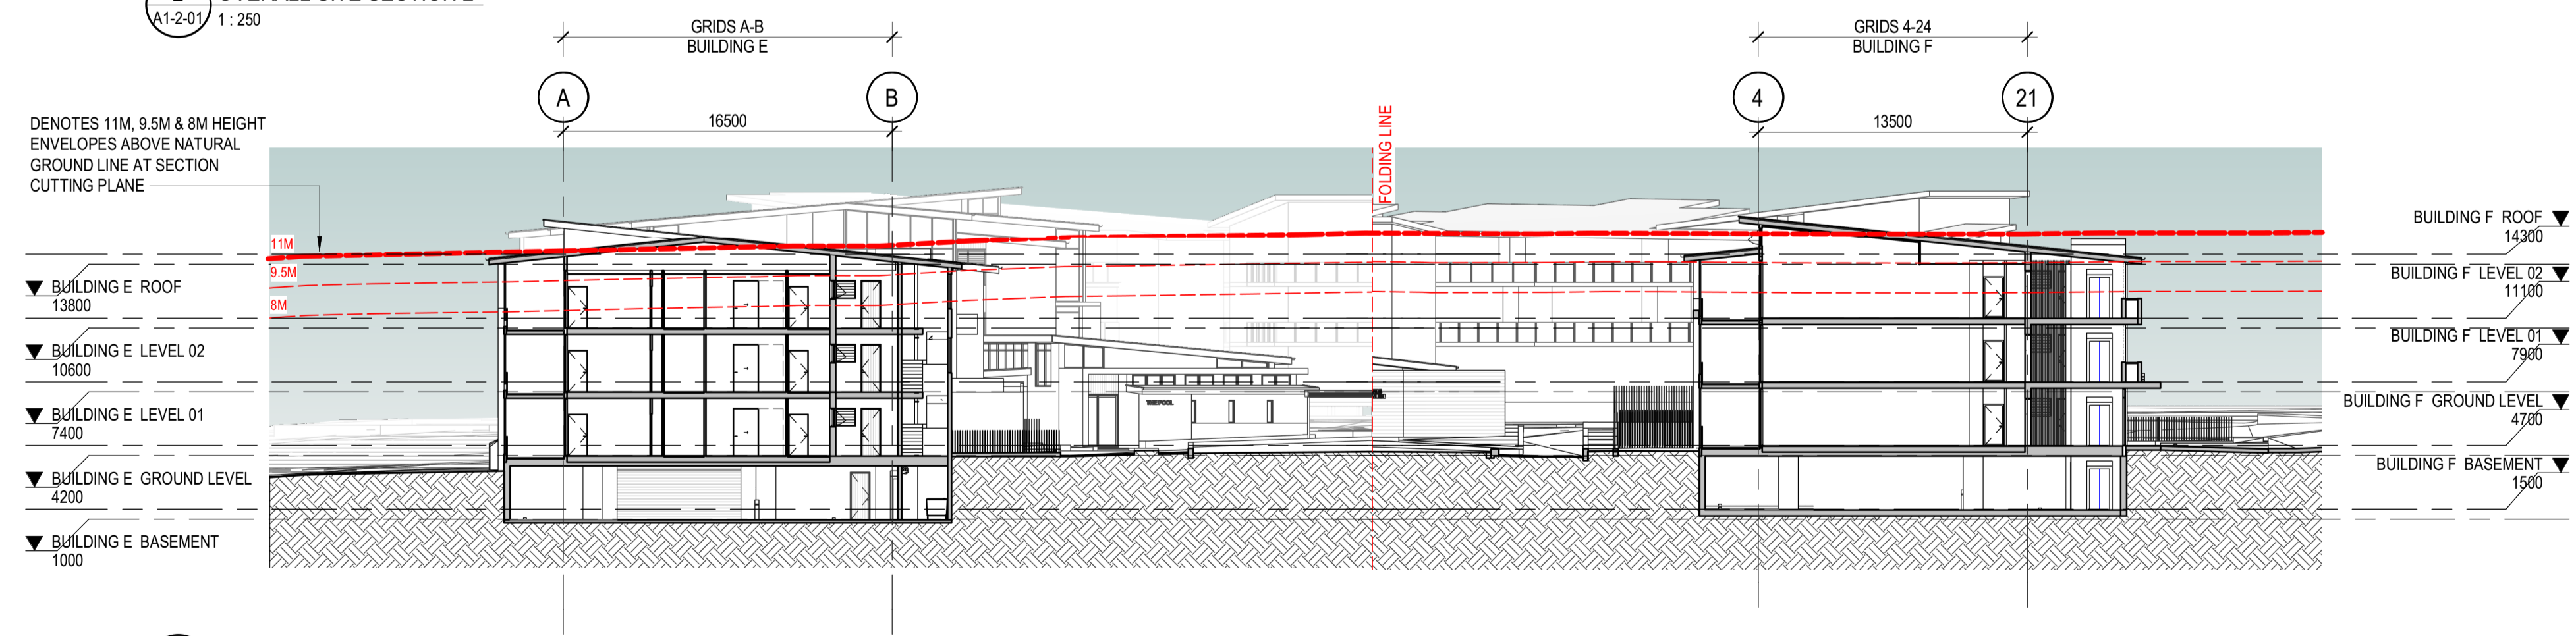 A1-2-01
1 : 250
GRIDS A-B
BUILDING E
GRIDS 4-24
BUILDING F
A
B
4
21
16500
13500
DENOTES 11M, 9.5M & 8M HEIGHT
ENVELOPES ABOVE NATURAL
GROUND LINE AT SECTION
CUTTING PLANE
FOLDING LINE
11M
9.5M
8M
BUILDING E ROOF
13800
BUILDING E LEVEL 02
10600
BUILDING E LEVEL 01
7400
BUILDING E GROUND LEVEL
4200
BUILDING E BASEMENT
1000
THE POOL
BUILDING F ROOF
14300
BUILDING F LEVEL 02
11100
BUILDING F LEVEL 01
7900
BUILDING F GROUND LEVEL
4700
BUILDING F BASEMENT
1500